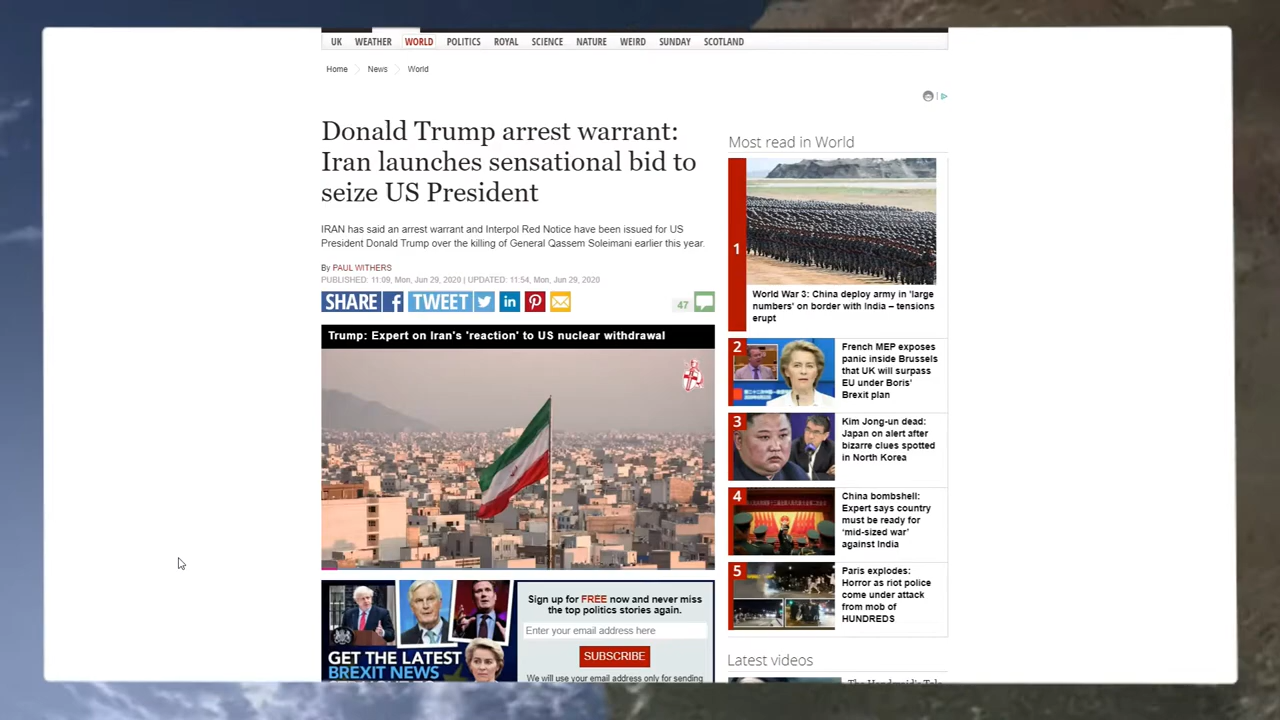 UK WEATHER WORLD POLITICS ROYAL SCIENCE NATURE WEIRD SUNDAY SCOTLAND
Home News World
Donald Trump arrest warrant:
Iran launches sensational bid to
seize US President
IRAN has said an arrest warrant and Interpol Red Notice have been issued for US
President Donald Trump over the killing of General Qassem Soleimani earlier this year.
By PAUL WITHERS
PUBLISHED: 11:09, Mon, Jun 29, 2020 | UPDATED: 11:54, Mon, Jun 29, 2020
SHARE f TWEET in 47
Trump: Expert on Iran's 'reaction' to US nuclear withdrawal
GET THE LATEST
BREXIT NEWS
Sign up for FREE now and never miss
the top politics stories again.
Enter your email address here
SUBSCRIBE
We will use your email address only for sending
Most read in World
1
World War 3: China deploy army in 'large
numbers' on border with India – tensions
erupt
2
French MEP exposes
panic inside Brussels
that UK will surpass
EU under Boris'
Brexit plan
3
Kim Jong-un dead:
Japan on alert after
bizarre clues spotted
in North Korea
4
China bombshell:
Expert says country
must be ready for
'mid-sized war'
against India
5
Paris explodes:
Horror as riot police
come under attack
from mob of
HUNDREDS
Latest videos